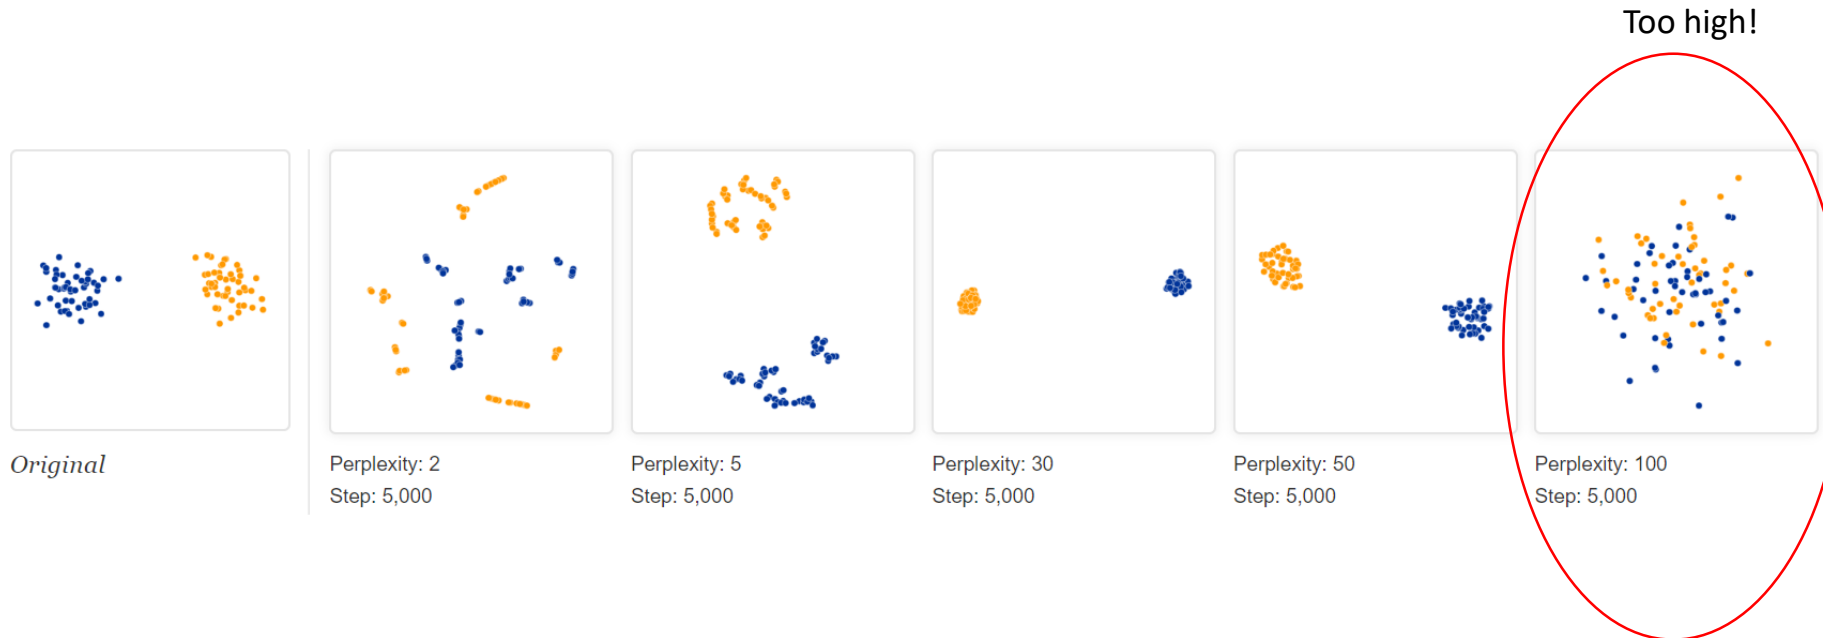 Too high!
Original
Perplexity: 2
Step: 5,000
Perplexity: 5
Step: 5,000
Perplexity: 30
Step: 5,000
Perplexity: 50
Step: 5,000
Perplexity: 100
Step: 5,000